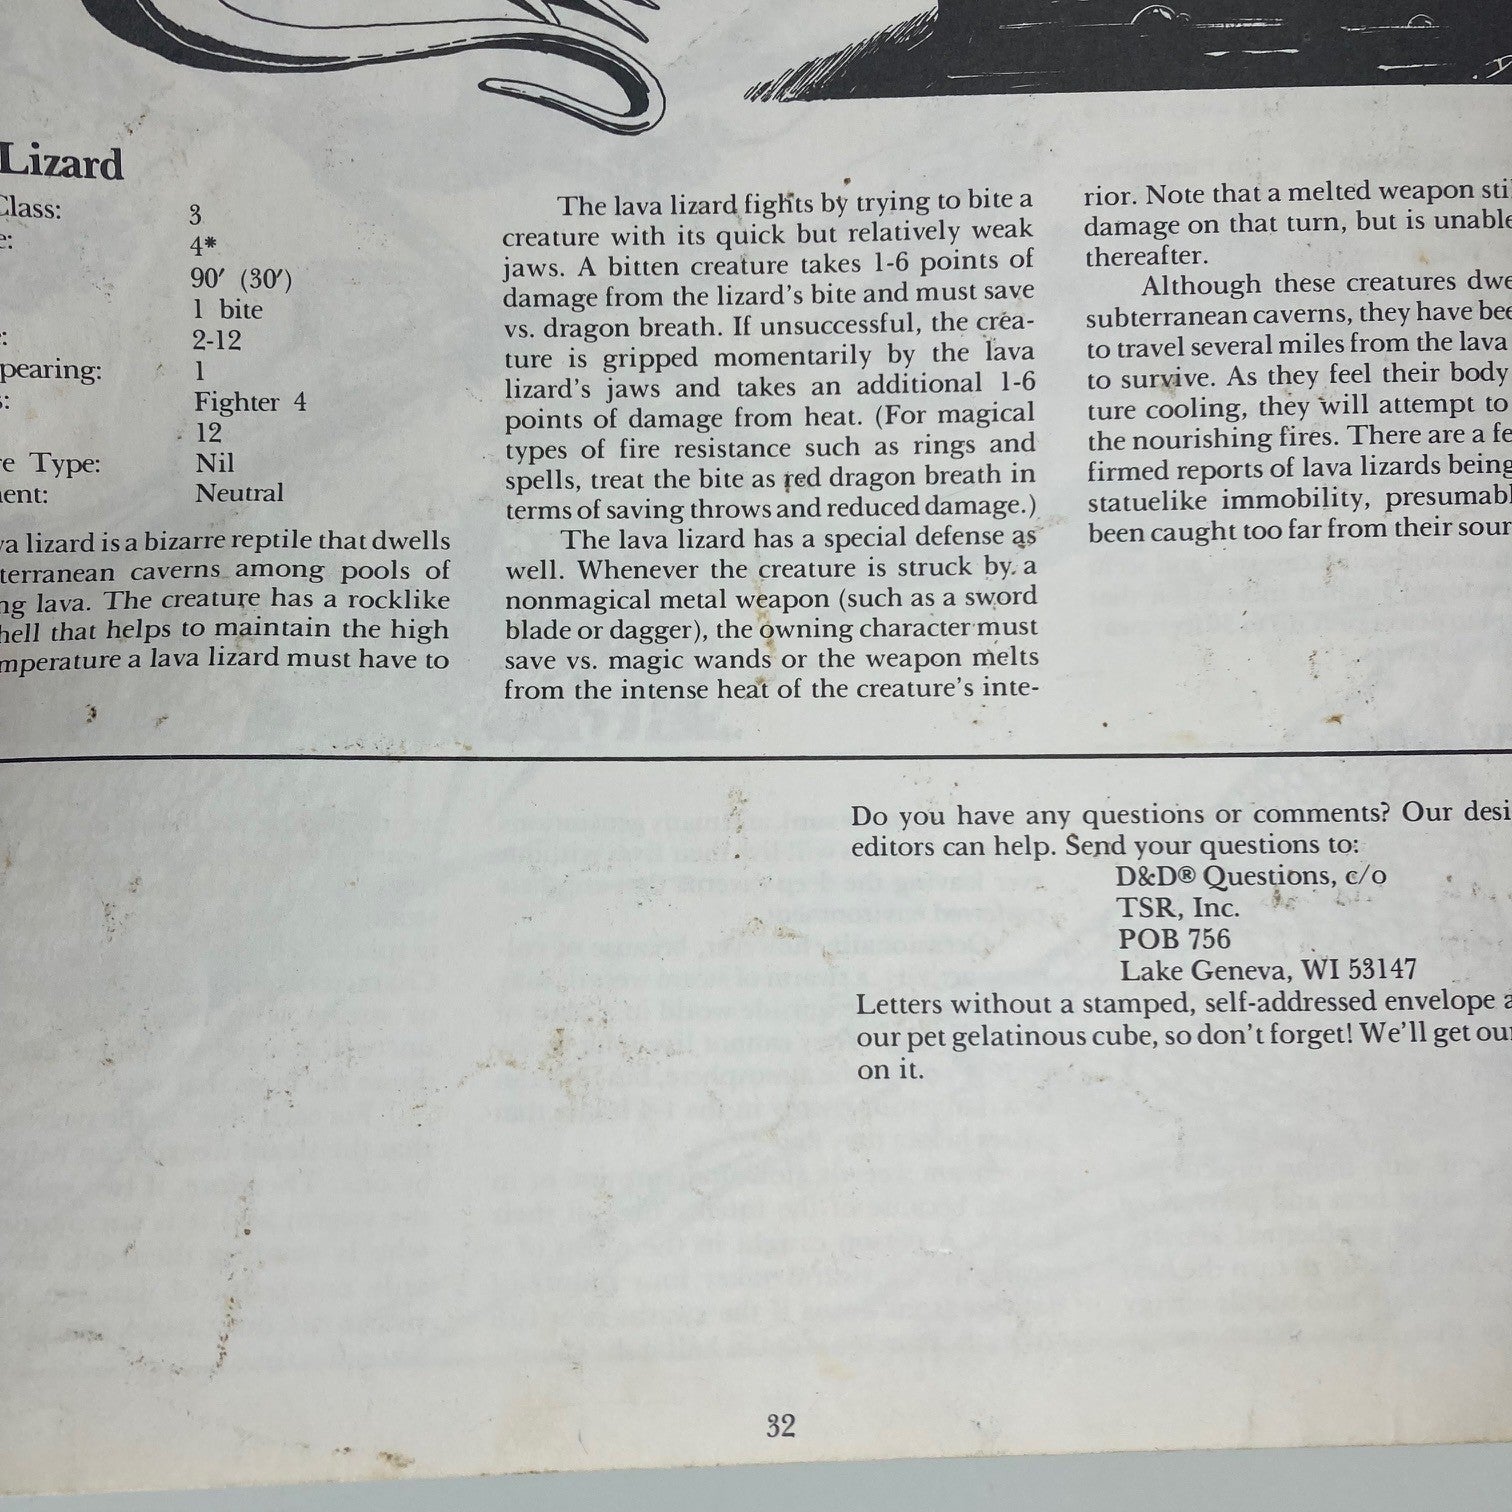 Lizard
Class: 3
4*
90' (30')
1 bite
2-12
pearing: 1
Fighter 4
12
Type: Nil
Neutral
lizard is a bizarre reptile that dwells
terranean caverns among pools of
lava. The creature has a rocklike
hell that helps to maintain the high
mperature a lava lizard must have to
The lava lizard fights by trying to bite a
creature with its quick but relatively weak
jaws. A bitten creature takes 1-6 points of
damage from the lizard's bite and must save
vs. dragon breath. If unsuccessful, the crea-
ture is gripped momentarily by the lava
lizard's jaws and takes an additional 1-6
points of damage from heat. (For magical
types of fire resistance such as rings and
spells, treat the bite as red dragon breath in
terms of saving throws and reduced damage.)
The lava lizard has a special defense as
well. Whenever the creature is struck by a
nonmagical metal weapon (such as a sword
blade or dagger), the owning character must
save vs. magic wands or the weapon melts
from the intense heat of the creature's inte-
rior. Note that a melted weapon sti
damage on that turn, but is unable
thereafter.
Although these creatures dwe
subterranean caverns, they have bee
to travel several miles from the lava
to survive. As they feel their body
ture cooling, they will attempt to
the nourishing fires. There are a fe
firmed reports of lava lizards being
statuelike immobility, presumabl
been caught too far from their sour
Do you have any questions or comments? Our desi
editors can help. Send your questions to:
D&D® Questions, c/o
TSR, Inc.
POB 756
Lake Geneva, WI 53147
Letters without a stamped, self-addressed envelope a
our pet gelatinous cube, so don't forget! We'll get our
on it.
32